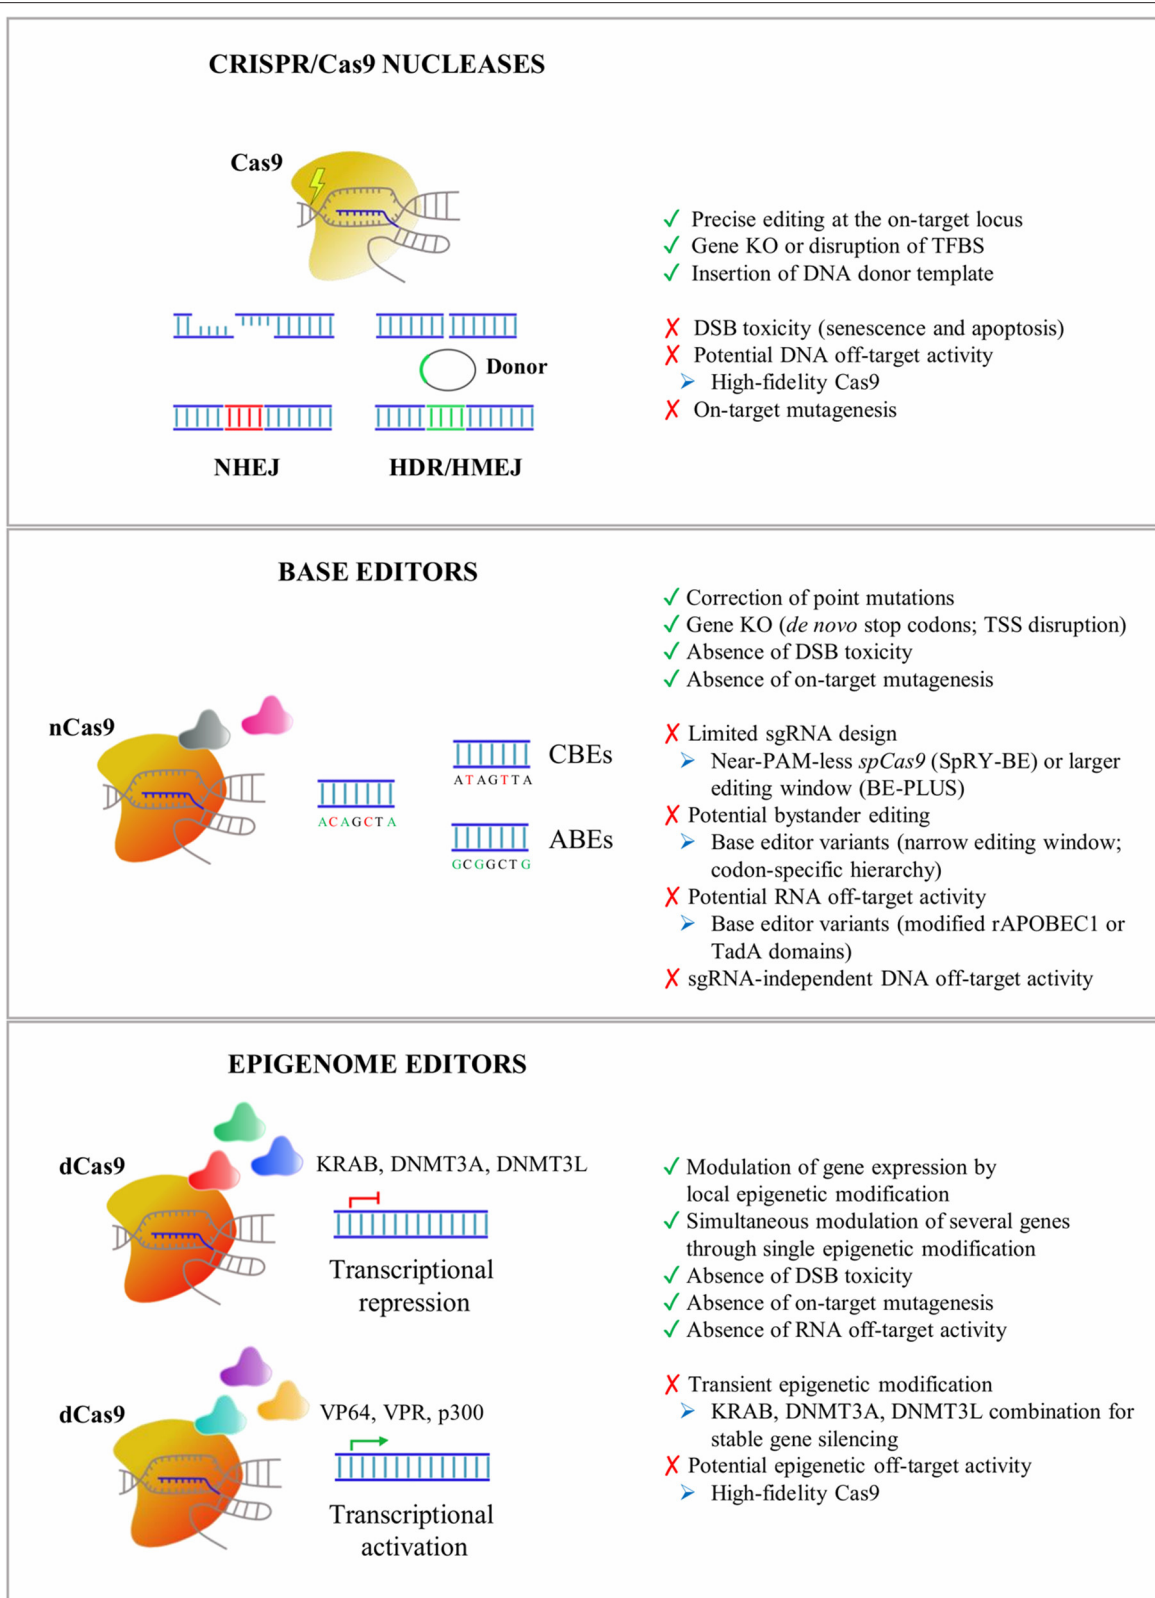 CRISPR/Cas9 NUCLEASES
Cas9
Donor
NHEJ
HDR/HMEJ
✓ Precise editing at the on-target locus
✓ Gene KO or disruption of TFBS
✓ Insertion of DNA donor template
✗ DSB toxicity (senescence and apoptosis)
✗ Potential DNA off-target activity
➢ High-fidelity Cas9
✗ On-target mutagenesis
BASE EDITORS
nCas9
ACAGCTA
CBEs
ATAGTTA
ABEs
GCGGCTG
✓ Correction of point mutations
✓ Gene KO (de novo stop codons; TSS disruption)
✓ Absence of DSB toxicity
✓ Absence of on-target mutagenesis
✗ Limited sgRNA design
➢ Near-PAM-less spCas9 (SpRY-BE) or larger
editing window (BE-PLUS)
✗ Potential bystander editing
➢ Base editor variants (narrow editing window;
codon-specific hierarchy)
✗ Potential RNA off-target activity
➢ Base editor variants (modified rAPOBEC1 or
TadA domains)
✗ sgRNA-independent DNA off-target activity
EPIGENOME EDITORS
dCas9
KRAB, DNMT3A, DNMT3L
Transcriptional
repression
dCas9
VP64, VPR, p300
Transcriptional
activation
✓ Modulation of gene expression by
local epigenetic modification
✓ Simultaneous modulation of several genes
through single epigenetic modification
✓ Absence of DSB toxicity
✓ Absence of on-target mutagenesis
✓ Absence of RNA off-target activity
✗ Transient epigenetic modification
➢ KRAB, DNMT3A, DNMT3L combination for
stable gene silencing
✗ Potential epigenetic off-target activity
➢ High-fidelity Cas9